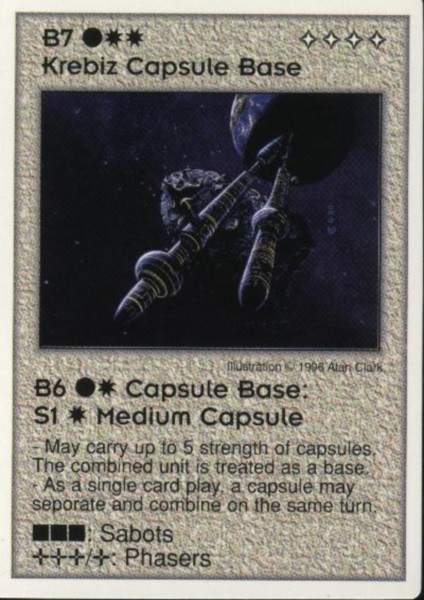 B7 ●✷✷ ✧✧✧✧
Krebiz Capsule Base
Illustration © 1996 Alan Clark
B6 ●✷ Capsule Base:
S1 ✷ Medium Capsule
- May carry up to 5 strength of capsules.
The combined unit is treated as a base.
- As a single card play, a capsule may
seporate and combine on the same turn.
■■■: Sabots
✛✛✛/✛: Phasers